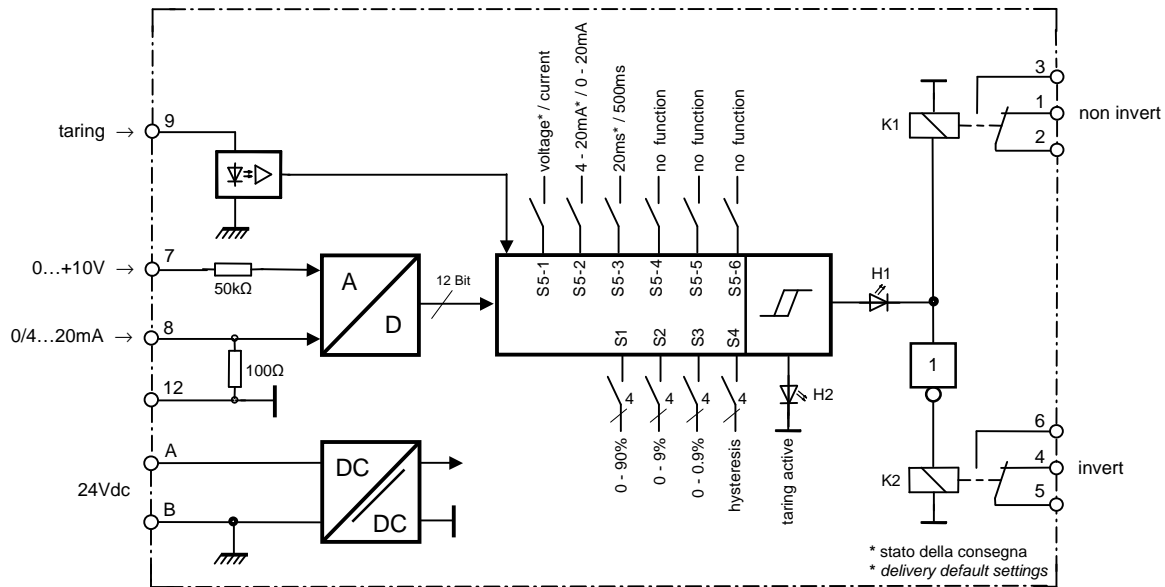 taring →
9
0…+10V →
7
50kΩ
0/4…20mA →
8
100Ω
12
A
24Vdc
B
A
D
12 Bit
DC
DC
voltage* / current
4 - 20mA* / 0 - 20mA
20ms* / 500ms
no function
no function
no function
S5-1
S5-2
S5-3
S5-4
S5-5
S5-6
S1
S2
S3
S4
4
4
4
4
0 - 90%
0 - 9%
0 - 0.9%
hysteresis
H2
taring active
H1
K1
3
1
non invert
2
1
K2
6
4
invert
5
* stato della consegna
* delivery default settings